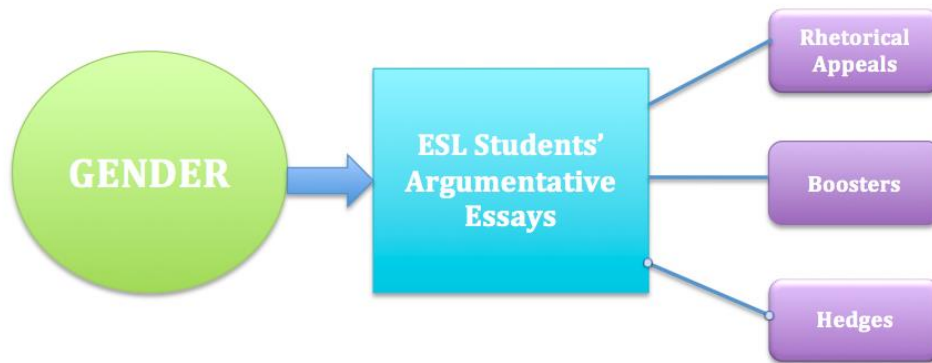 GENDER
ESL Students’
Argumentative
Essays
Rhetorical
Appeals
Boosters
Hedges